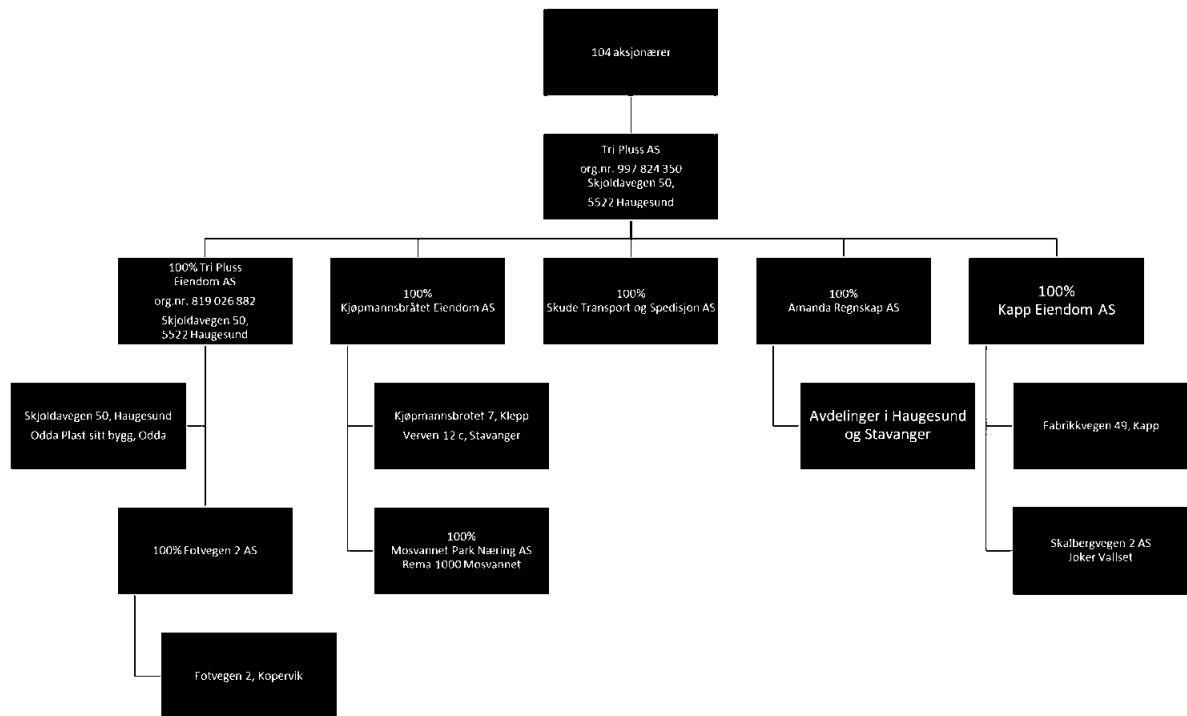 104 aksjonærer
Tri Pluss AS
org.nr. 997 824 350
Skjoldavegen 50,
5522 Haugesund
100% Tri Pluss
Eiendom AS
org.nr. 819 026 882
Skjoldavegen 50,
5522 Haugesund
100%
Kjøpmannsbråtet Eiendom AS
100%
Skude Transport og Spedisjon AS
100%
Amanda Regnskap AS
100%
Kapp Eiendom AS
Skjoldavegen 50, Haugesund
Odda Plast sitt bygg, Odda
Kjøpmannsbrotet 7, Klepp
Verven 12 c, Stavanger
Avdelinger i Haugesund
og Stavanger
Fabrikkvegen 49, Kapp
100% Fotvegen 2 AS
100%
Mosvannet Park Næring AS
Rema 1000 Mosvannet
Skalbergvegen 2 AS
Joker Vallset
Fotvegen 2, Kopervik